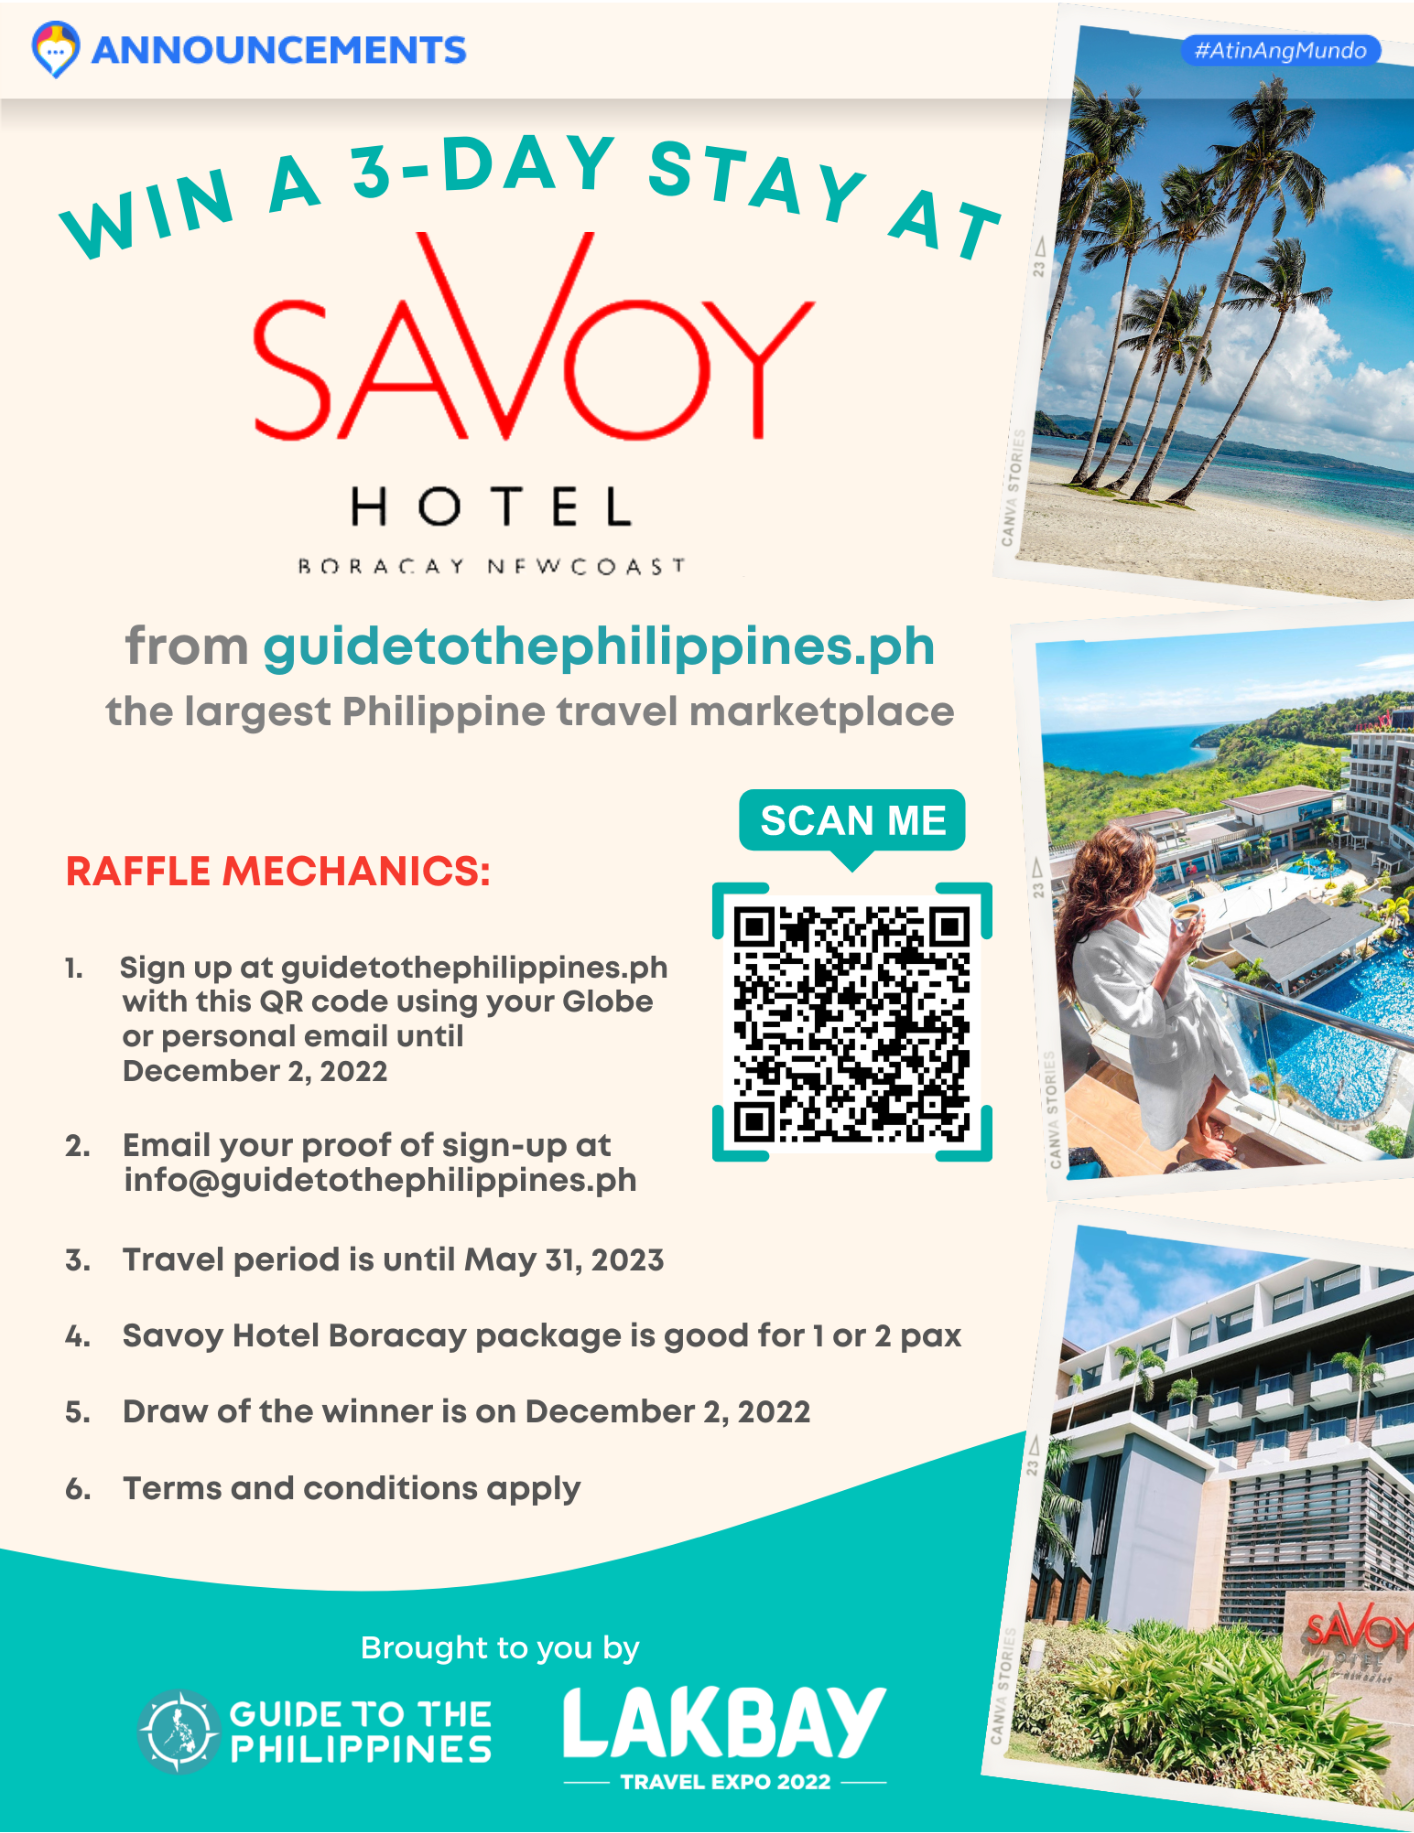 ANNOUNCEMENTS
#AtinAngMundo
WIN A 3-DAY STAY AT
SAVOY
HOTEL
BORACAY NEWCOAST
from guidetothephilippines.ph
the largest Philippine travel marketplace
SCAN ME
RAFFLE MECHANICS:
1. Sign up at guidetothephilippines.ph
with this QR code using your Globe
or personal email until
December 2, 2022
2. Email your proof of sign-up at
info@guidetothephilippines.ph
3. Travel period is until May 31, 2023
4. Savoy Hotel Boracay package is good for 1 or 2 pax
5. Draw of the winner is on December 2, 2022
6. Terms and conditions apply
Brought to you by
GUIDE TO THE
PHILIPPINES
LAKBAY
TRAVEL EXPO 2022
23
CANVA STORIES
23
CANVA STORIES
23
CANVA STORIES
SAVOY
HOTEL